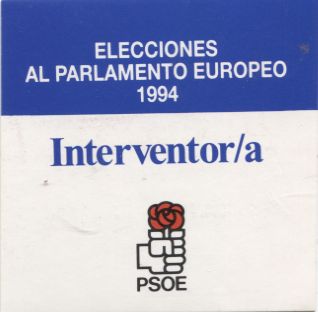 ELECCIONES
AL PARLAMENTO EUROPEO
1994
Interventor/a
PSOE